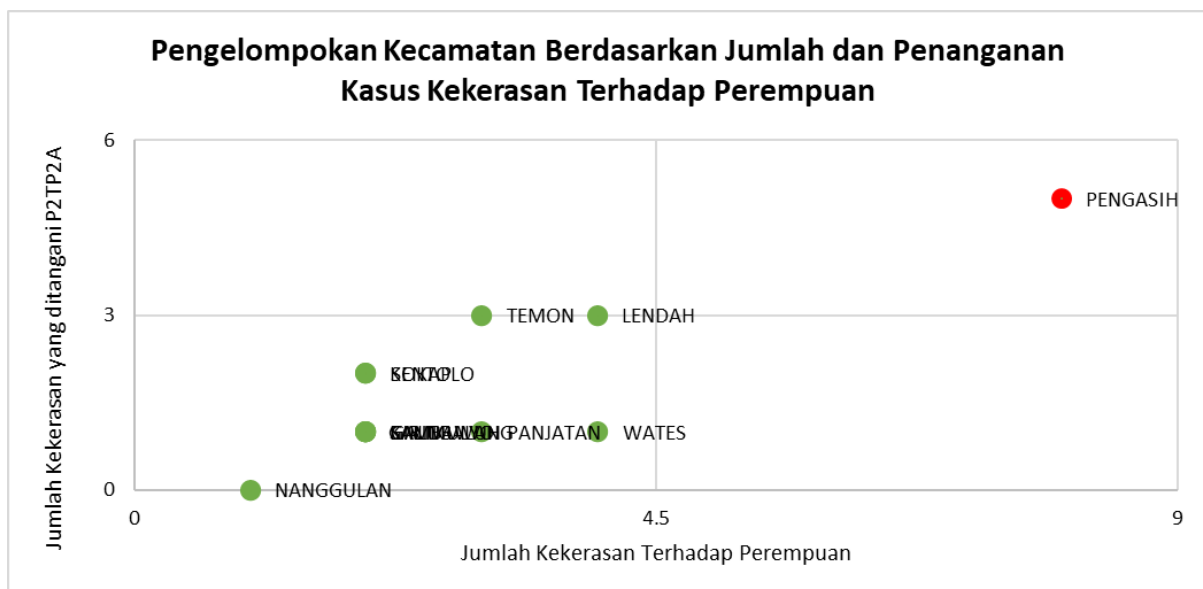 Pengelompokan Kecamatan Berdasarkan Jumlah dan Penanganan
Kasus Kekerasan Terhadap Perempuan
Jumlah Kekerasan yang ditangani P2TP2A
6
PENGASIH
3
TEMON
LENDAH
PANJATAN
WATES
NANGGULAN
0
0
4.5
9
Jumlah Kekerasan Terhadap Perempuan